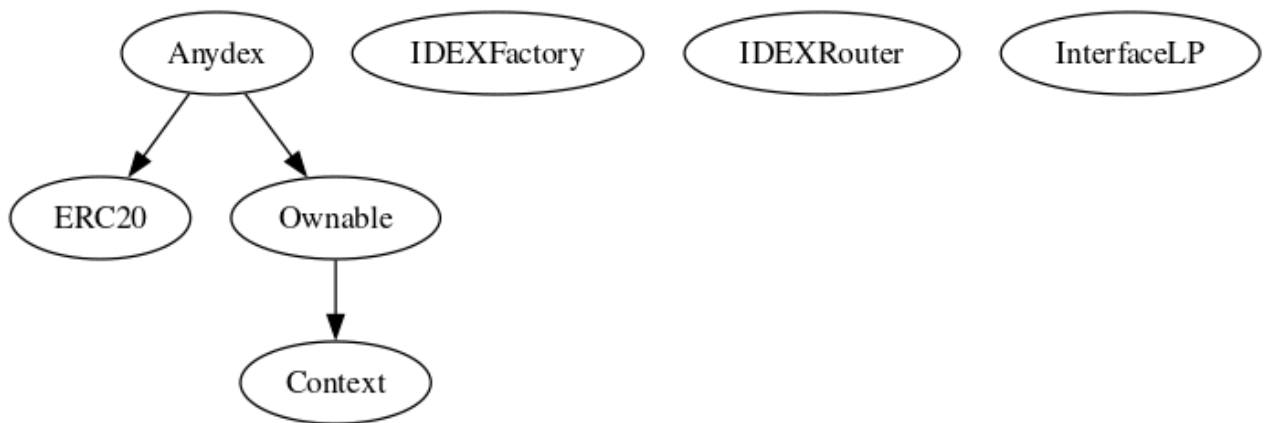 Anydex
IDEXFactory
IDEXRouter
InterfaceLP
ERC20
Ownable
Context